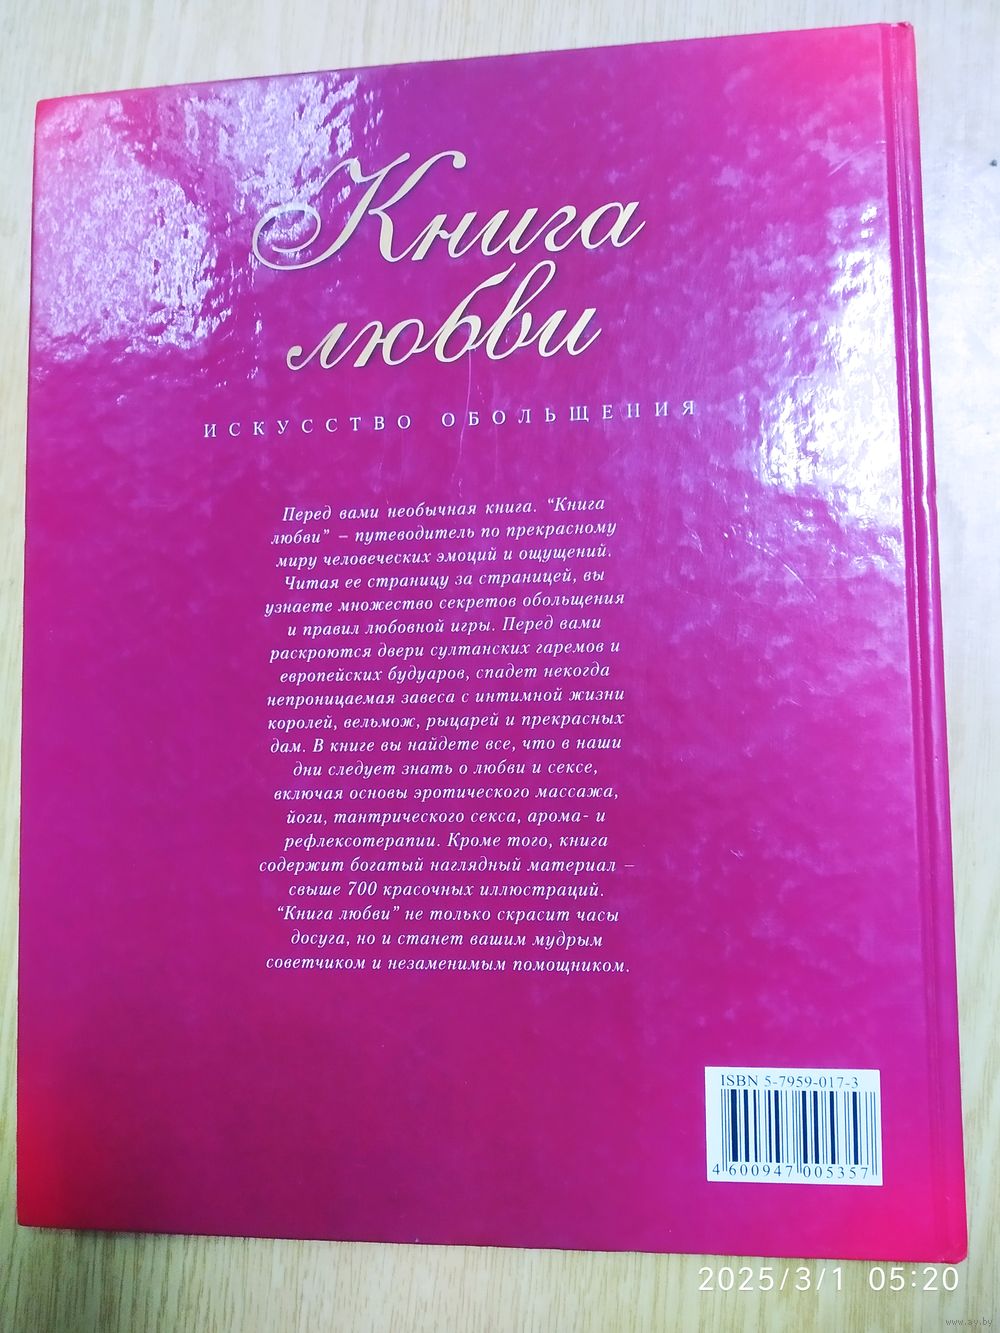 Книга
любви
ИСКУССТВО ОБОЛЬЩЕНИЯ
Перед вами необычная книга. “Книга
любви” – путеводитель по прекрасному
миру человеческих эмоций и ощущений.
Читая ее страницу за страницей, вы
узнаете множество секретов обольщения
и правил любовной игры. Перед вами
раскроются двери султанских гаремов и
европейских будуаров, спадет некогда
непроницаемая завеса с интимной жизни
королей, вельмож, рыцарей и прекрасных
дам. В книге вы найдете все, что в наши
дни следует знать о любви и сексе,
включая основы эротического массажа,
йоги, тантрического секса, арома- и
рефлексотерапии. Кроме того, книга
содержит богатый наглядный материал –
свыше 700 красочных иллюстраций.
“Книга любви” не только скрасит часы
досуга, но и станет вашим мудрым
советчиком и незаменимым помощником.
ISBN 5-7959-017-3
4 600947 005357
2025/3/1 05:20
www.ay.by